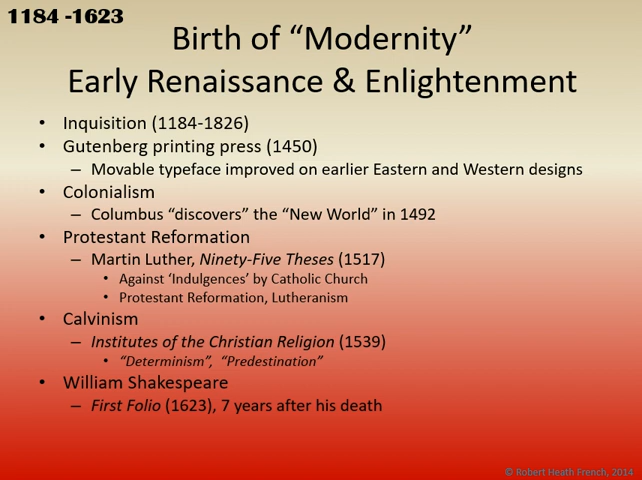 1184 -1623
Birth of “Modernity”
Early Renaissance & Enlightenment
• Inquisition (1184-1826)
• Gutenberg printing press (1450)
– Movable typeface improved on earlier Eastern and Western designs
• Colonialism
– Columbus “discovers” the “New World” in 1492
• Protestant Reformation
– Martin Luther, Ninety-Five Theses (1517)
• Against ‘Indulgences’ by Catholic Church
• Protestant Reformation, Lutheranism
• Calvinism
– Institutes of the Christian Religion (1539)
• “Determinism”, “Predestination”
• William Shakespeare
– First Folio (1623), 7 years after his death
© Robert Heath French, 2014